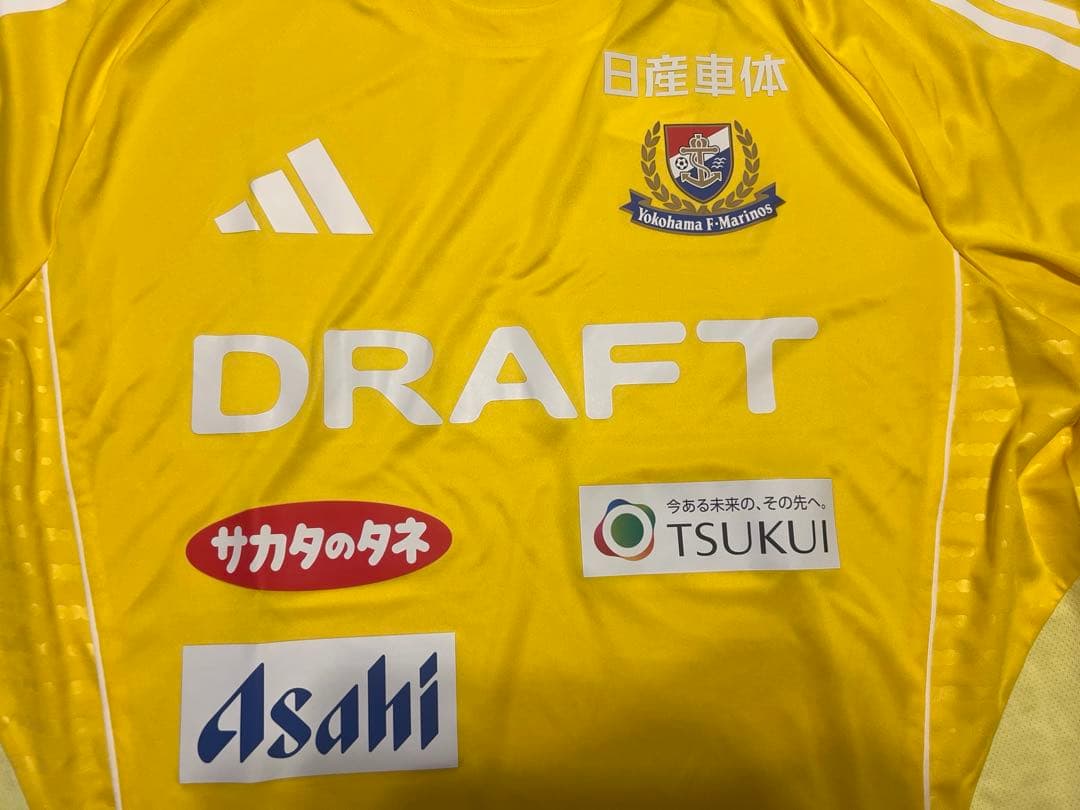 日産車体
Yokohama F·Marinos
DRAFT
サカタのタネ
今ある未来の、その先へ。
TSUKUI
Asahi